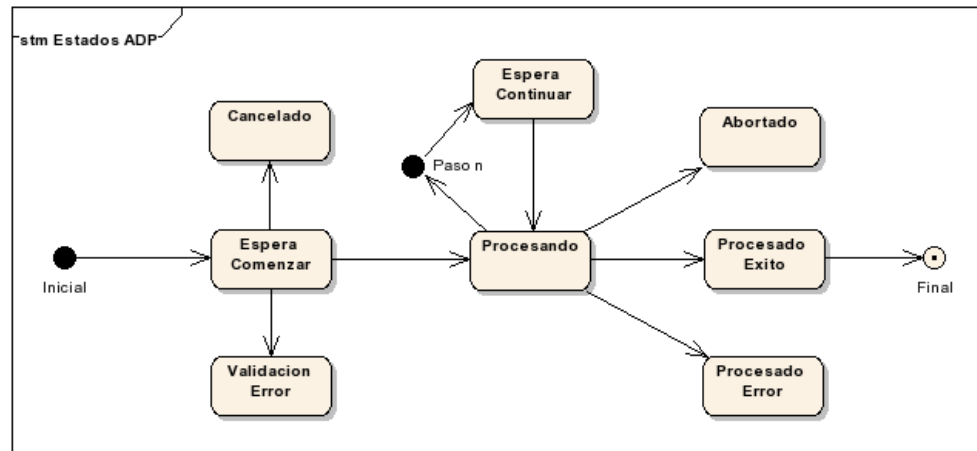 stm Estados ADP
Espera
Continuar
Cancelado
Abortado
Paso n
Espera
Comenzar
Procesando
Procesado
Exito
Inicial
Final
Validacion
Error
Procesado
Error